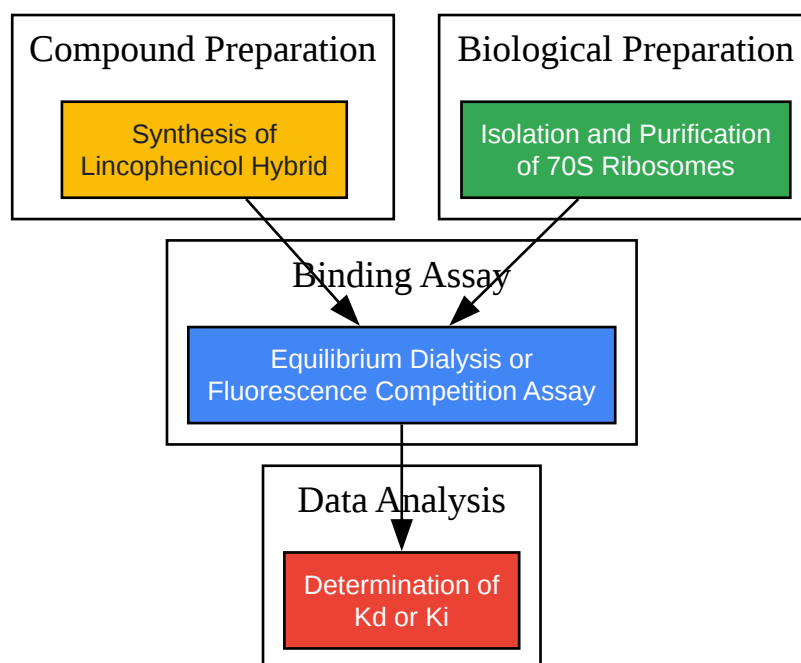 Compound Preparation
Synthesis of
Lincophenicol Hybrid
Biological Preparation
Isolation and Purification
of 70S Ribosomes
Binding Assay
Equilibrium Dialysis or
Fluorescence Competition Assay
Data Analysis
Determination of
Kd or Ki